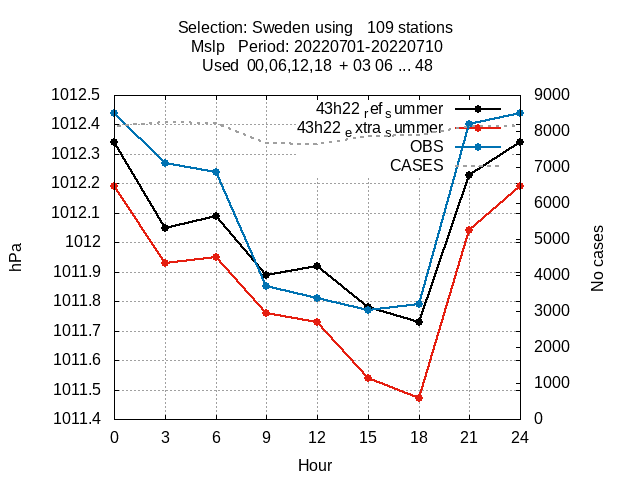 Selection: Sweden using   109 stations
Mslp   Period: 20220701-20220710
Used  00,06,12,18  + 03 06 ... 48
1012.5
1012.4
1012.3
1012.2
1012.1
1012
1011.9
1011.8
1011.7
1011.6
1011.5
1011.4
hPa
43h22 ref summer
43h22 extra summer
OBS
CASES
9000
8000
7000
6000
5000
4000
3000
2000
1000
0
No cases
0 3 6 9 12 15 18 21 24
Hour